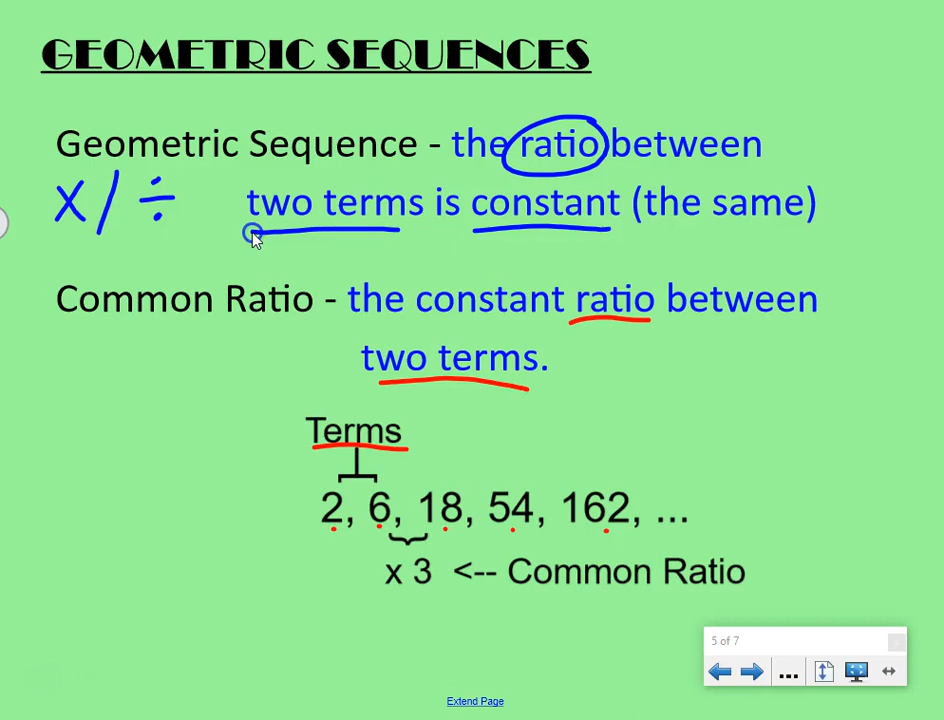 GEOMETRIC SEQUENCES
Geometric Sequence - the ratio between
X / ÷ two terms is constant (the same)
Common Ratio - the constant ratio between
two terms.
Terms
2, 6, 18, 54, 162, ...
x 3 <-- Common Ratio
5 of 7
...
Extend Page